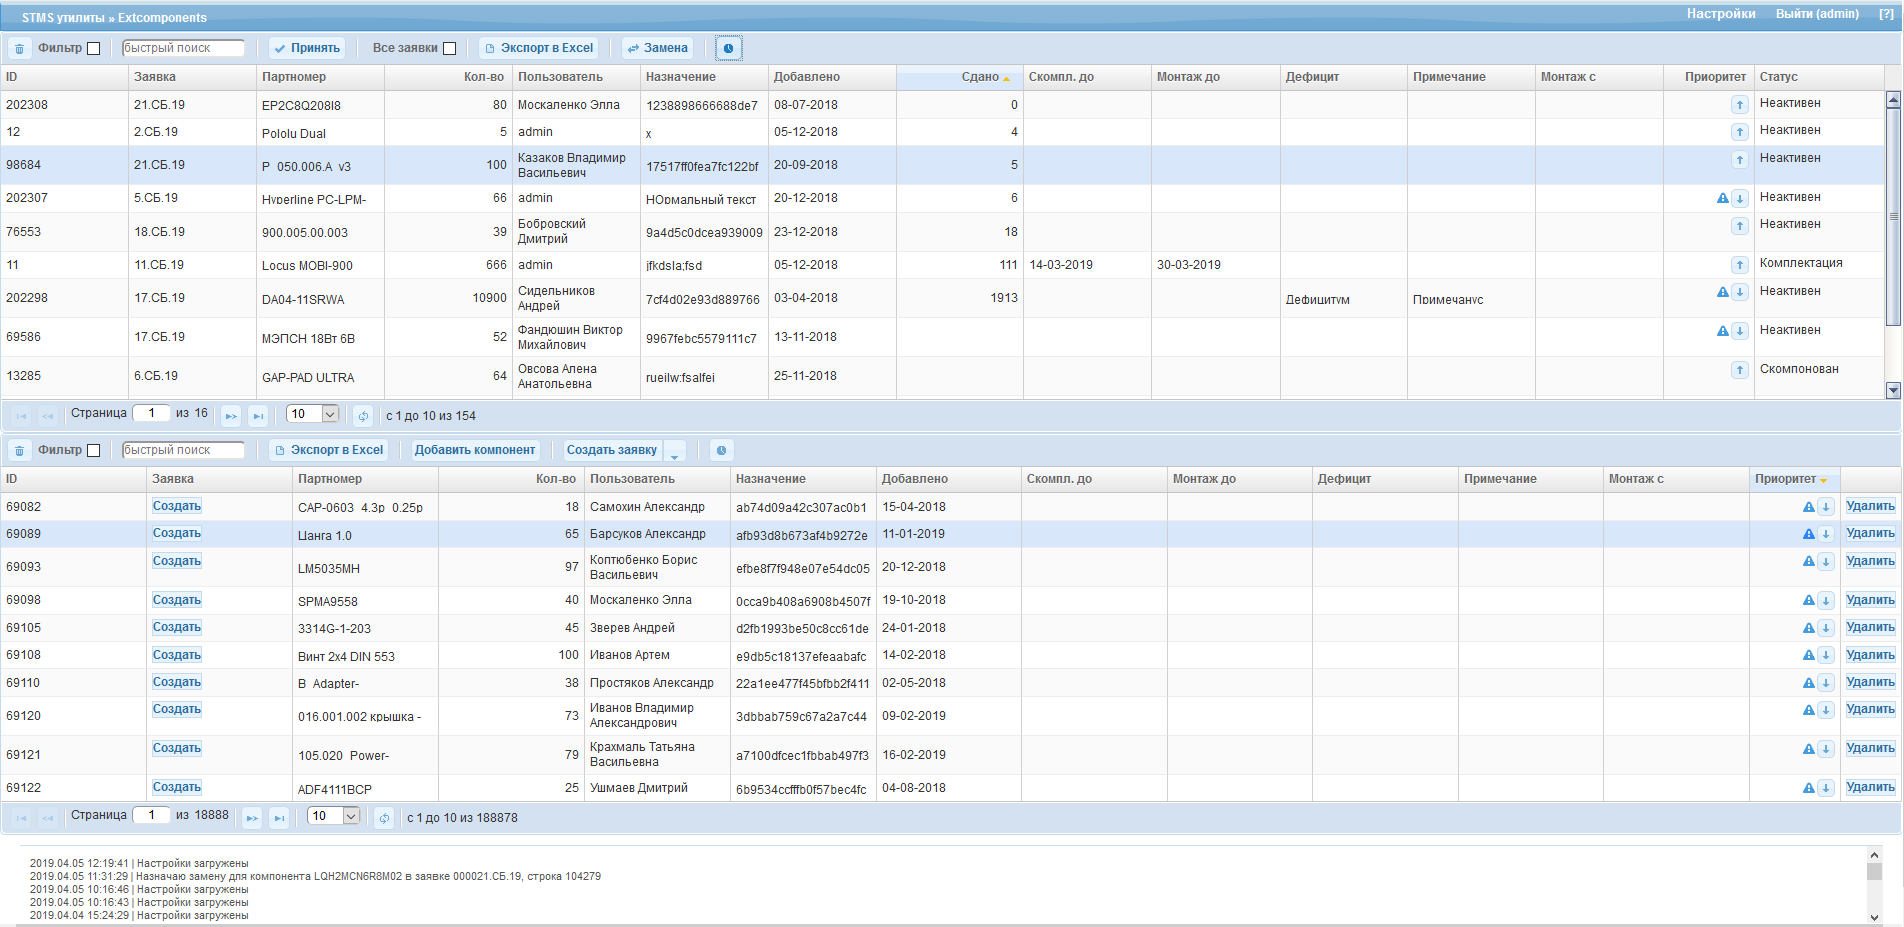 STMS утилиты » Extcomponents Настройки Выйти (admin) [?]
Фильтр быстрый поиск Принять Все заявки Экспорт в Excel Замена
ID Заявка Партномер Кол-во Пользователь Назначение Добавлено Сдано Скомпл. до Монтаж до Дефицит Примечание Монтаж с Приоритет Статус
202308 21.СБ.19 EP2C8Q208I8 80 Москаленко Элла 1238898666688de7 08-07-2018 0 Неактивен
12 2.СБ.19 Pololu Dual 5 admin x 05-12-2018 4 Неактивен
98684 21.СБ.19 P_050.006.A_v3 100 Казаков Владимир Васильевич 17517ff0fea7fc122bf 20-09-2018 5 Неактивен
202307 5.СБ.19 Hyperline PC-LPM- 66 admin НОрмальный текст 20-12-2018 6 Неактивен
76553 18.СБ.19 900.005.00.003 39 Бобровский Дмитрий 9a4d5c0dcea939009 23-12-2018 18 Неактивен
11 11.СБ.19 Locus MOBI-900 666 admin jfkdsla;fsd 05-12-2018 111 14-03-2019 30-03-2019 Комплектация
202298 17.СБ.19 DA04-11SRWA 10900 Сидельников Андрей 7cf4d02e93d889766 03-04-2018 1913 Дефицитум Примечанус Неактивен
69586 17.СБ.19 МЭПСН 18Вт 6В 52 Фандюшин Виктор Михайлович 9967febc5579111c7 13-11-2018 Неактивен
13285 6.СБ.19 GAP-PAD ULTRA 64 Овсова Алена Анатольевна rueilw;fsalfei 25-11-2018 Скомпонован
Страница 1 из 16 10 с 1 до 10 из 154
Фильтр быстрый поиск Экспорт в Excel Добавить компонент Создать заявку
ID Заявка Партномер Кол-во Пользователь Назначение Добавлено Скомпл. до Монтаж до Дефицит Примечание Монтаж с Приоритет
69082 Создать CAP-0603_4.3p_0.25p 18 Самохин Александр ab74d09a42c307ac0b1 15-04-2018 Удалить
69089 Создать Цанга 1.0 65 Барсуков Александр afb93d8b673af4b9272e 11-01-2019 Удалить
69093 Создать LM5035MH 97 Коптюбенко Борис Васильевич efbe8f7f948e07e54dc05 20-12-2018 Удалить
69098 Создать SPMA9558 40 Москаленко Элла 0cca9b408a6908b4507f 19-10-2018 Удалить
69105 Создать 3314G-1-203 45 Зверев Андрей d2fb1993be50c8cc61de 24-01-2018 Удалить
69108 Создать Винт 2x4 DIN 553 100 Иванов Артем e9db5c18137efeaabafc 14-02-2018 Удалить
69110 Создать B_Adapter- 38 Простяков Александр 22a1ee477f45bfbb2f411 02-05-2018 Удалить
69120 Создать 016.001.002 крышка - 73 Иванов Владимир Александрович 3dbbab759c67a2a7c44 09-02-2019 Удалить
69121 Создать 105.020_Power- 79 Крахмаль Татьяна Васильевна a7100dfcec1fbbab497f3 16-02-2019 Удалить
69122 Создать ADF4111BCP 25 Ушмаев Дмитрий 6b9534ccfffb0f57bec4fc 04-08-2018 Удалить
Страница 1 из 18888 10 с 1 до 10 из 188878
2019.04.05 12:19:41 | Настройки загружены
2019.04.05 11:31:29 | Назначаю замену для компонента LQH2MCN6R8M02 в заявке 000021.СБ.19, строка 104279
2019.04.05 10:16:46 | Настройки загружены
2019.04.05 10:16:43 | Настройки загружены
2019.04.04 15:24:29 | Настройки загружены